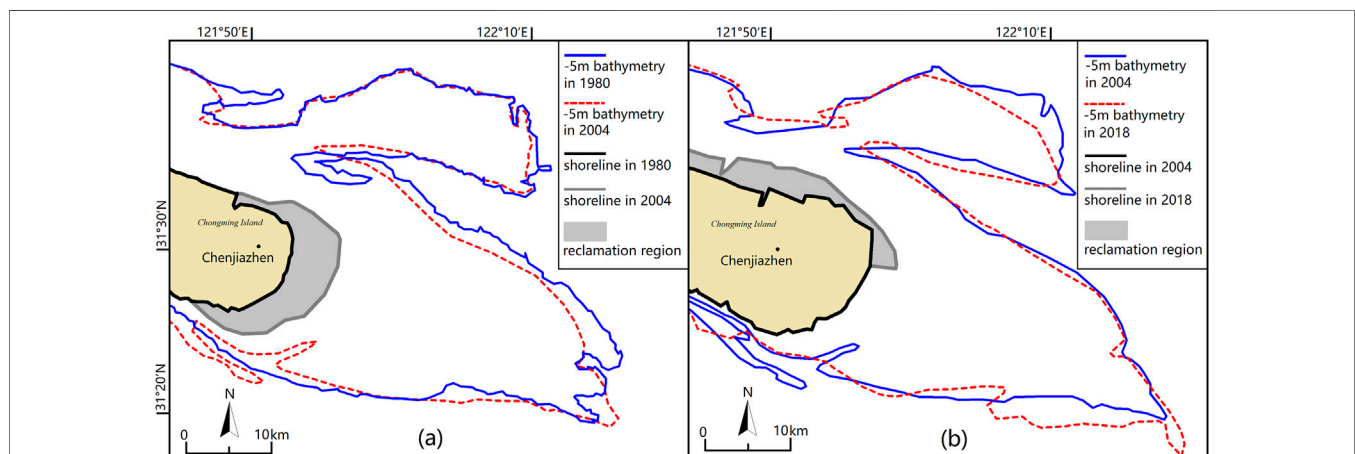 121°50′E
122°10′E
31°30′N
31°20′N
-5m bathymetry
in 1980
-5m bathymetry
in 2004
shoreline in 1980
shoreline in 2004
reclamation region
Chongming Island
Chenjiazhen
N
0
10km
(a)
121°50′E
122°10′E
-5m bathymetry
in 2004
-5m bathymetry
in 2018
shoreline in 2004
shoreline in 2018
reclamation region
Chongming Island
Chenjiazhen
N
0
10km
(b)